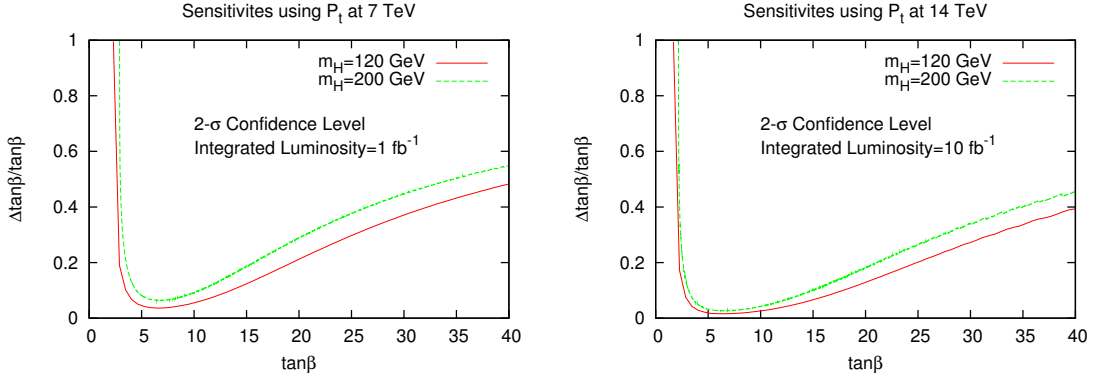 Sensitivites using P_t at 7 TeV
m_H=120 GeV
m_H=200 GeV
2-σ Confidence Level
Integrated Luminosity=1 fb^-1
Δtanβ/tanβ
1
0.8
0.6
0.4
0.2
0
0 5 10 15 20 25 30 35 40
tanβ
Sensitivites using P_t at 14 TeV
m_H=120 GeV
m_H=200 GeV
2-σ Confidence Level
Integrated Luminosity=10 fb^-1
Δtanβ/tanβ
1
0.8
0.6
0.4
0.2
0
0 5 10 15 20 25 30 35 40
tanβ